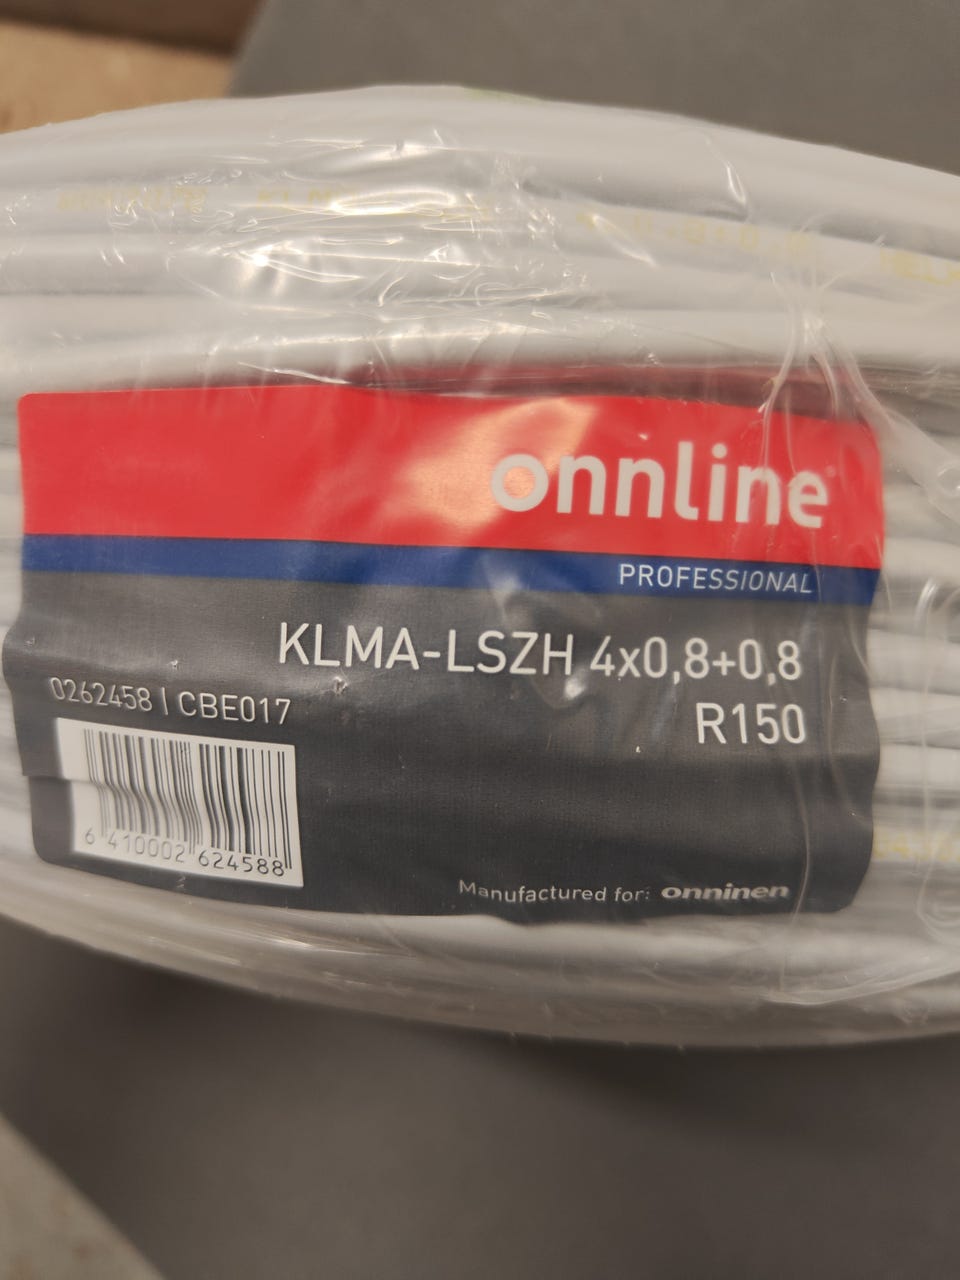 onnline
PROFESSIONAL
KLMA-LSZH 4x0,8+0,8
R150
0262458 | CBE017
6 410002 624588
Manufactured for: onninen